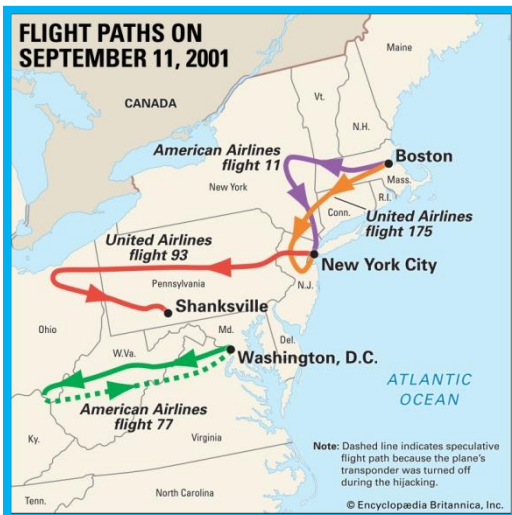 FLIGHT PATHS ON
SEPTEMBER 11, 2001
Maine
CANADA
Vt.
N.H.
American Airlines
flight 11
Boston
Mass.
New York
R.I.
Conn.
United Airlines
flight 175
United Airlines
flight 93
New York City
Pennsylvania
N.J.
Shanksville
Ohio
Md.
Del.
W.Va.
Washington, D.C.
ATLANTIC
OCEAN
American Airlines
flight 77
Ky.
Virginia
Note: Dashed line indicates speculative
flight path because the plane's
transponder was turned off
during the hijacking.
Tenn.
North Carolina
© Encyclopædia Britannica, Inc.